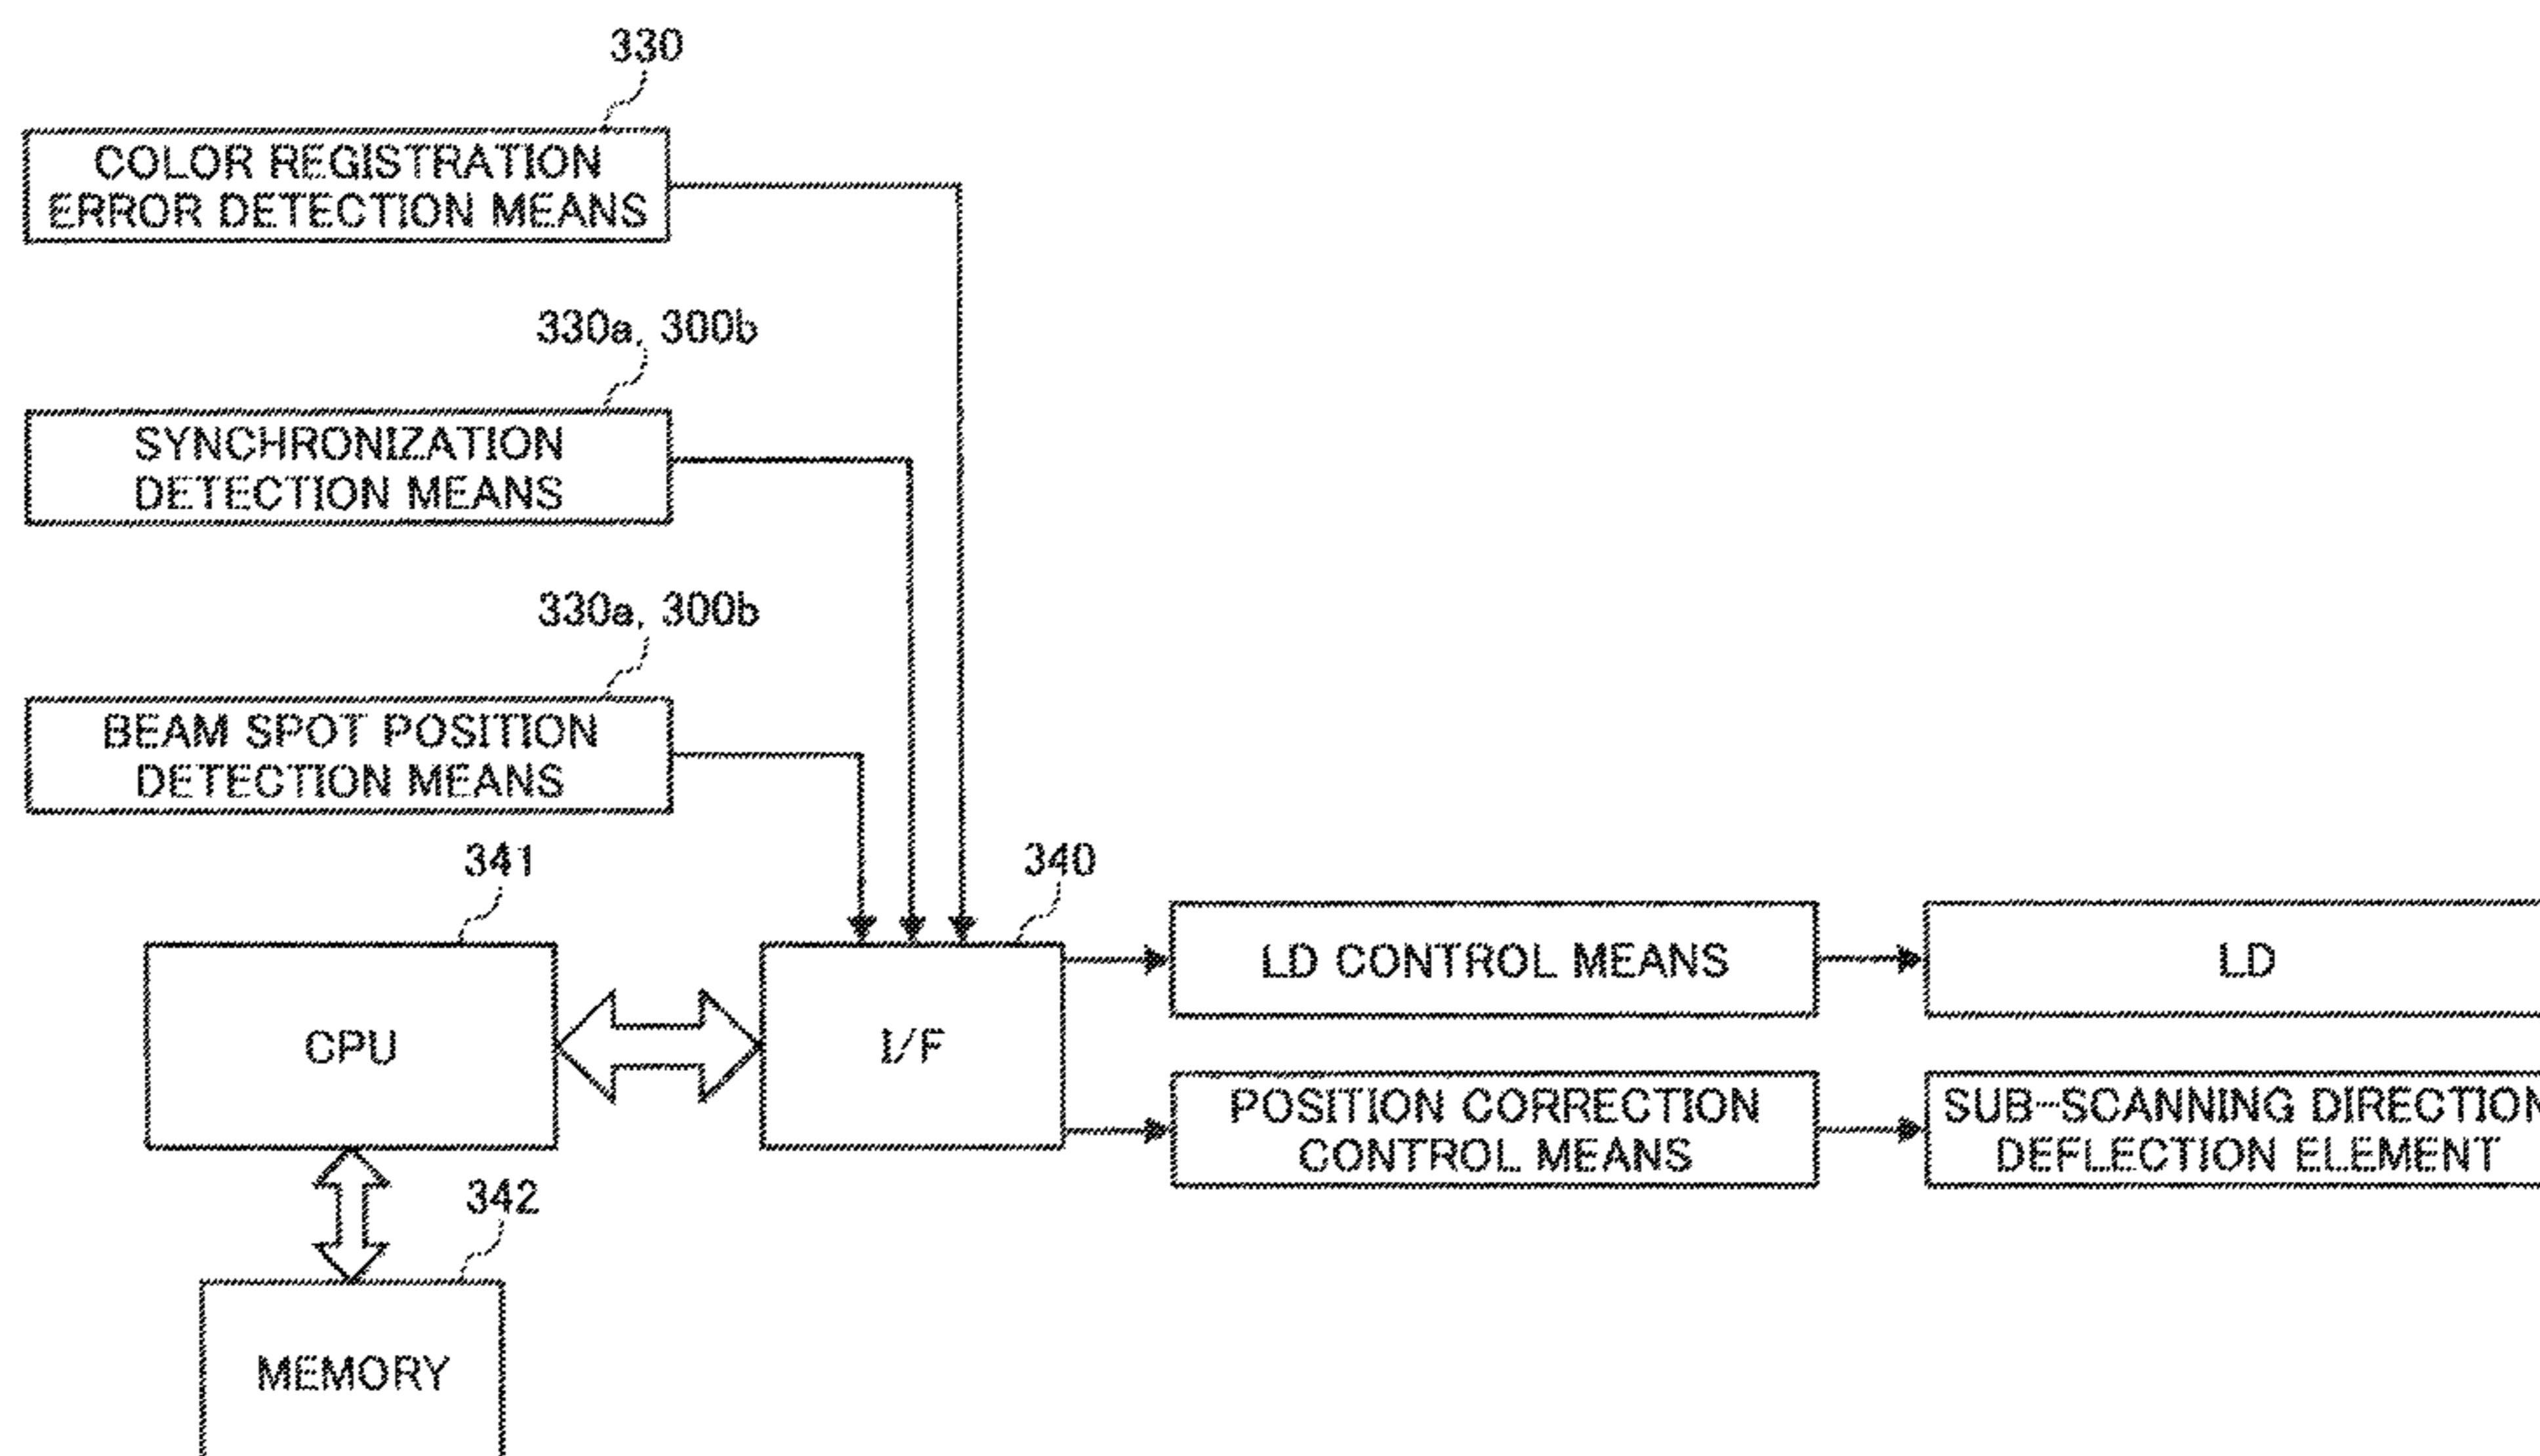 330
COLOR REGISTRATION
ERROR DETECTION MEANS
330a, 300b
SYNCHRONIZATION
DETECTION MEANS
330a, 300b
BEAM SPOT POSITION
DETECTION MEANS
341
340
CPU
I/F
LD CONTROL MEANS
LD
POSITION CORRECTION
CONTROL MEANS
SUB-SCANNING DIRECTION
DEFLECTION ELEMENT
342
MEMORY